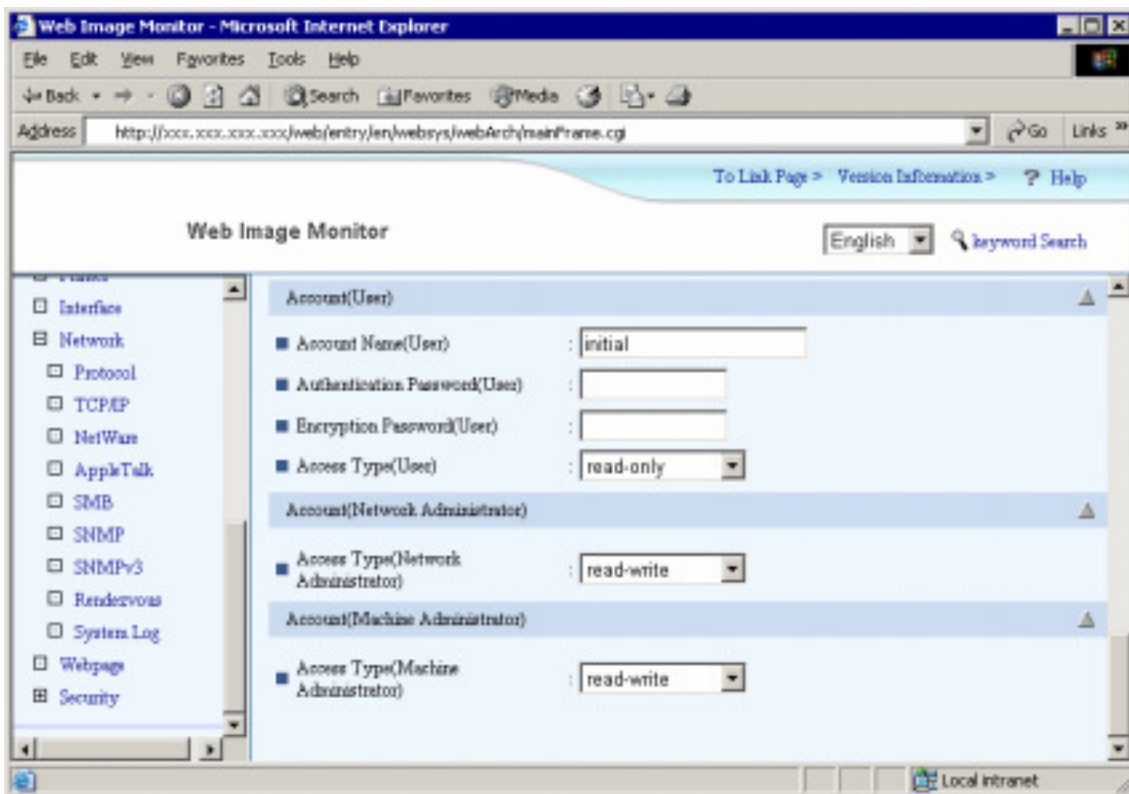 Web Image Monitor - Microsoft Internet Explorer
File Edit View Favorites Tools Help
Back Search Favorites Media
Address http://xxx.xxx.xxx.xxx/web/entry/en/websys/webArch/mainFrame.cgi Go Links »
To Link Page > Version Information > ? Help
Web Image Monitor
English keyword Search
Interface
Network
Protocol
TCP/IP
NetWare
AppleTalk
SMB
SNMP
SNMPv3
Rendezvous
System Log
Webpage
Security
Account(User)
Account Name(User) : initial
Authentication Password(User) :
Encryption Password(User) :
Access Type(User) : read-only
Account(Network Administrator)
Access Type(Network
Administrator) : read-write
Account(Machine Administrator)
Access Type(Machine
Administrator) : read-write
Local intranet